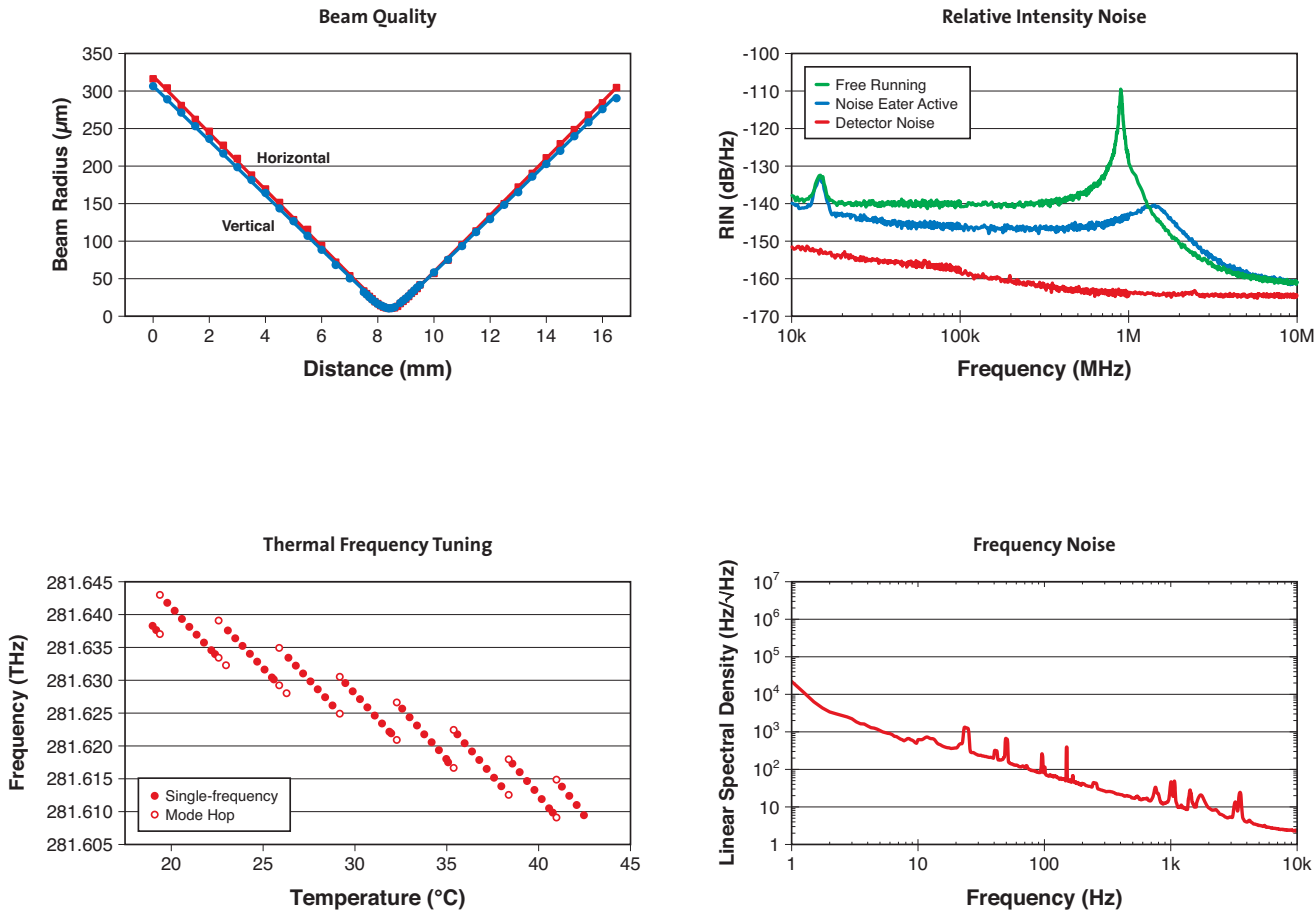 Beam Quality
350
300
250
200
150
100
50
0
Beam Radius (µm)
Horizontal
Vertical
0 2 4 6 8 10 12 14 16
Distance (mm)
Relative Intensity Noise
-100
-110
-120
-130
-140
-150
-160
-170
RIN (dB/Hz)
Free Running
Noise Eater Active
Detector Noise
10k 100k 1M 10M
Frequency (MHz)
Thermal Frequency Tuning
281.645
281.640
281.635
281.630
281.625
281.620
281.615
281.610
281.605
Frequency (THz)
Single-frequency
Mode Hop
20 25 30 35 40 45
Temperature (°C)
Frequency Noise
10⁷
10⁶
10⁵
10⁴
10³
10²
10
1
Linear Spectral Density (Hz/√Hz)
1 10 100 1k 10k
Frequency (Hz)